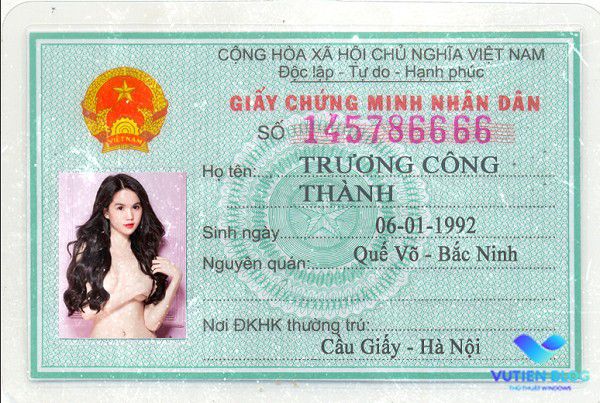 CỘNG HÒA XÃ HỘI CHỦ NGHĨA VIỆT NAM
Độc lập - Tự do - Hạnh phúc
GIẤY CHỨNG MINH NHÂN DÂN
SỐ 145786666
Họ tên: TRƯƠNG CÔNG
THÀNH
Sinh ngày 06-01-1992
Nguyên quán: Quế Võ - Bắc Ninh
Nơi ĐKHK thường trú:
Cầu Giấy - Hà Nội
VIỆT NAM
VUTIEN BLOG
THỦ THUẬT WINDOWS